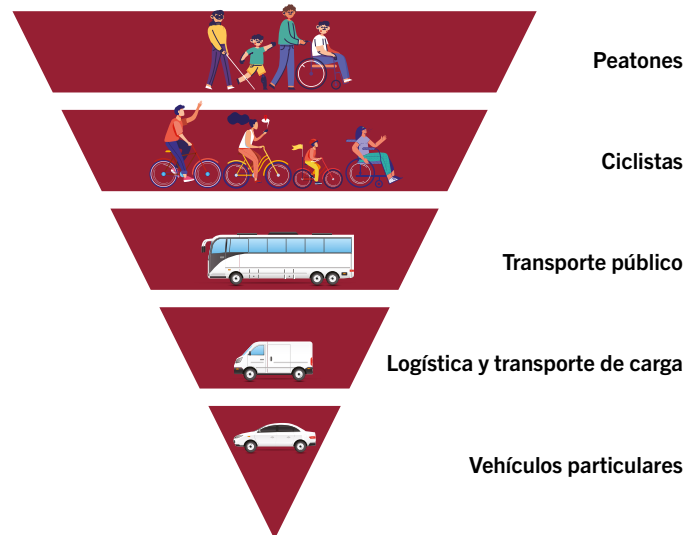 Peatones
Ciclistas
Transporte público
Logística y transporte de carga
Vehículos particulares